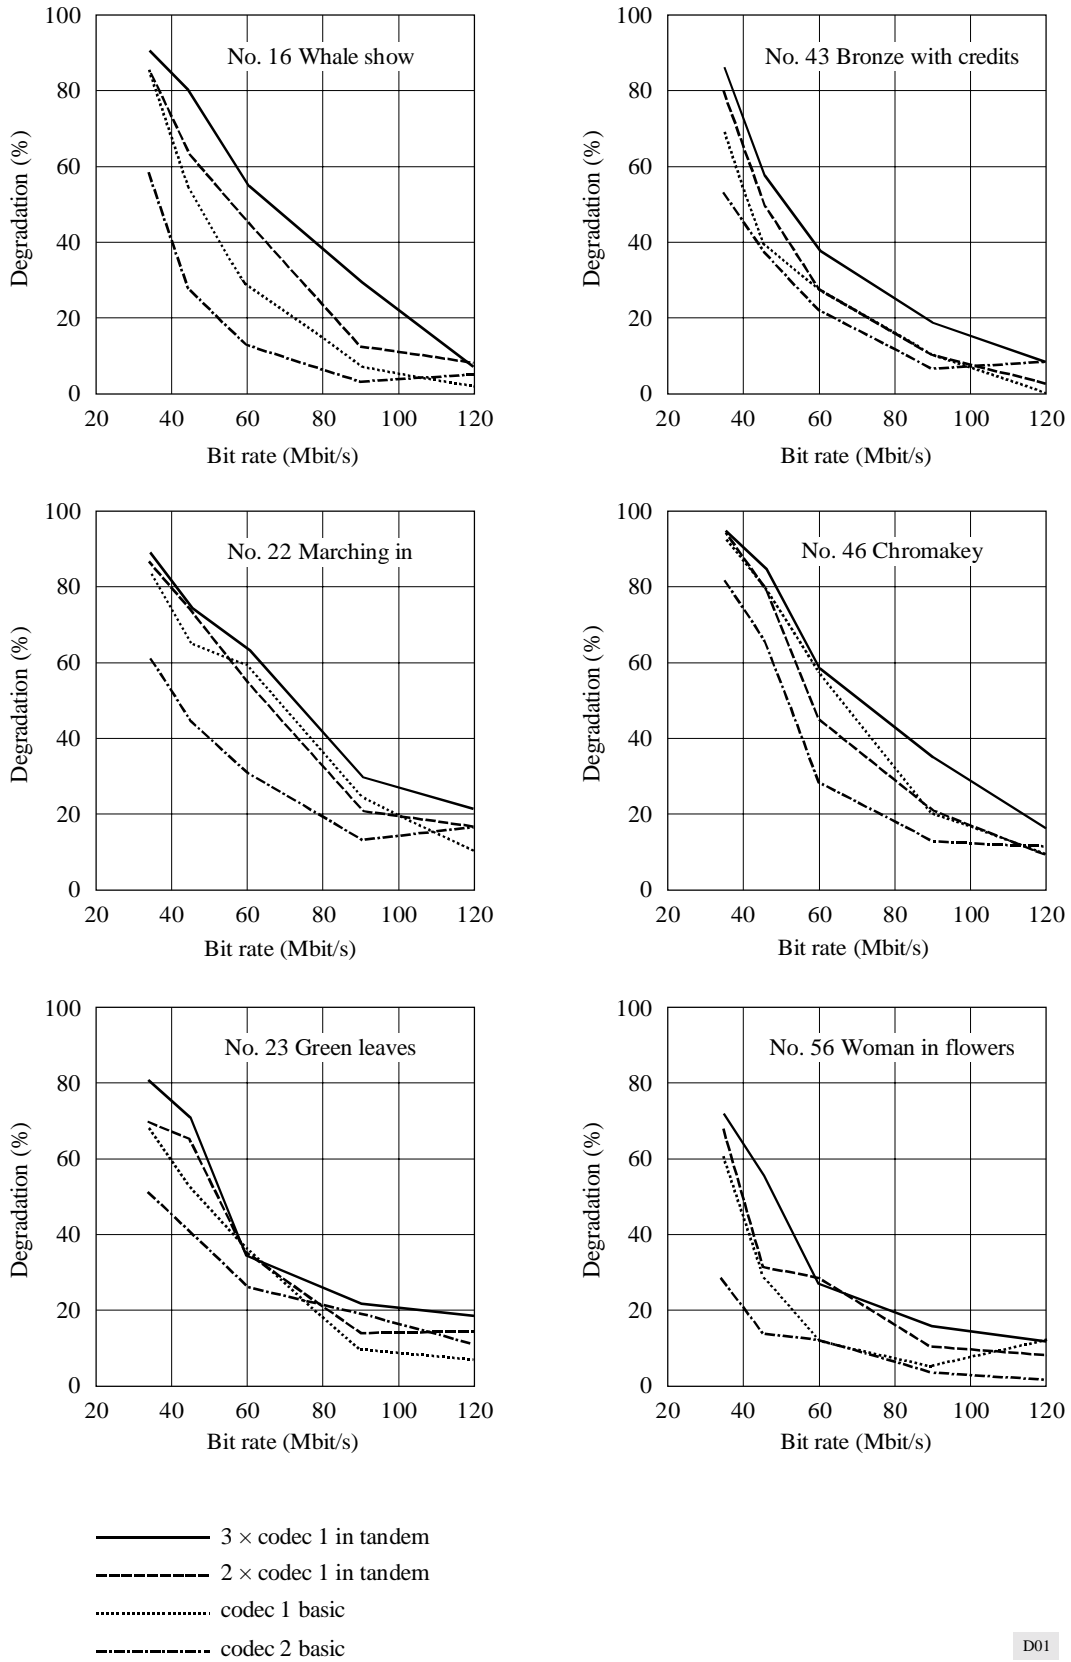 100
80
60
40
20
0
20 40 60 80 100 120
Degradation (%)
Bit rate (Mbit/s)
No. 16 Whale show
100
80
60
40
20
0
20 40 60 80 100 120
Degradation (%)
Bit rate (Mbit/s)
No. 43 Bronze with credits
100
80
60
40
20
0
20 40 60 80 100 120
Degradation (%)
Bit rate (Mbit/s)
No. 22 Marching in
100
80
60
40
20
0
20 40 60 80 100 120
Degradation (%)
Bit rate (Mbit/s)
No. 46 Chromakey
100
80
60
40
20
0
20 40 60 80 100 120
Degradation (%)
Bit rate (Mbit/s)
No. 23 Green leaves
100
80
60
40
20
0
20 40 60 80 100 120
Degradation (%)
Bit rate (Mbit/s)
No. 56 Woman in flowers
3 × codec 1 in tandem
2 × codec 1 in tandem
codec 1 basic
codec 2 basic
D01